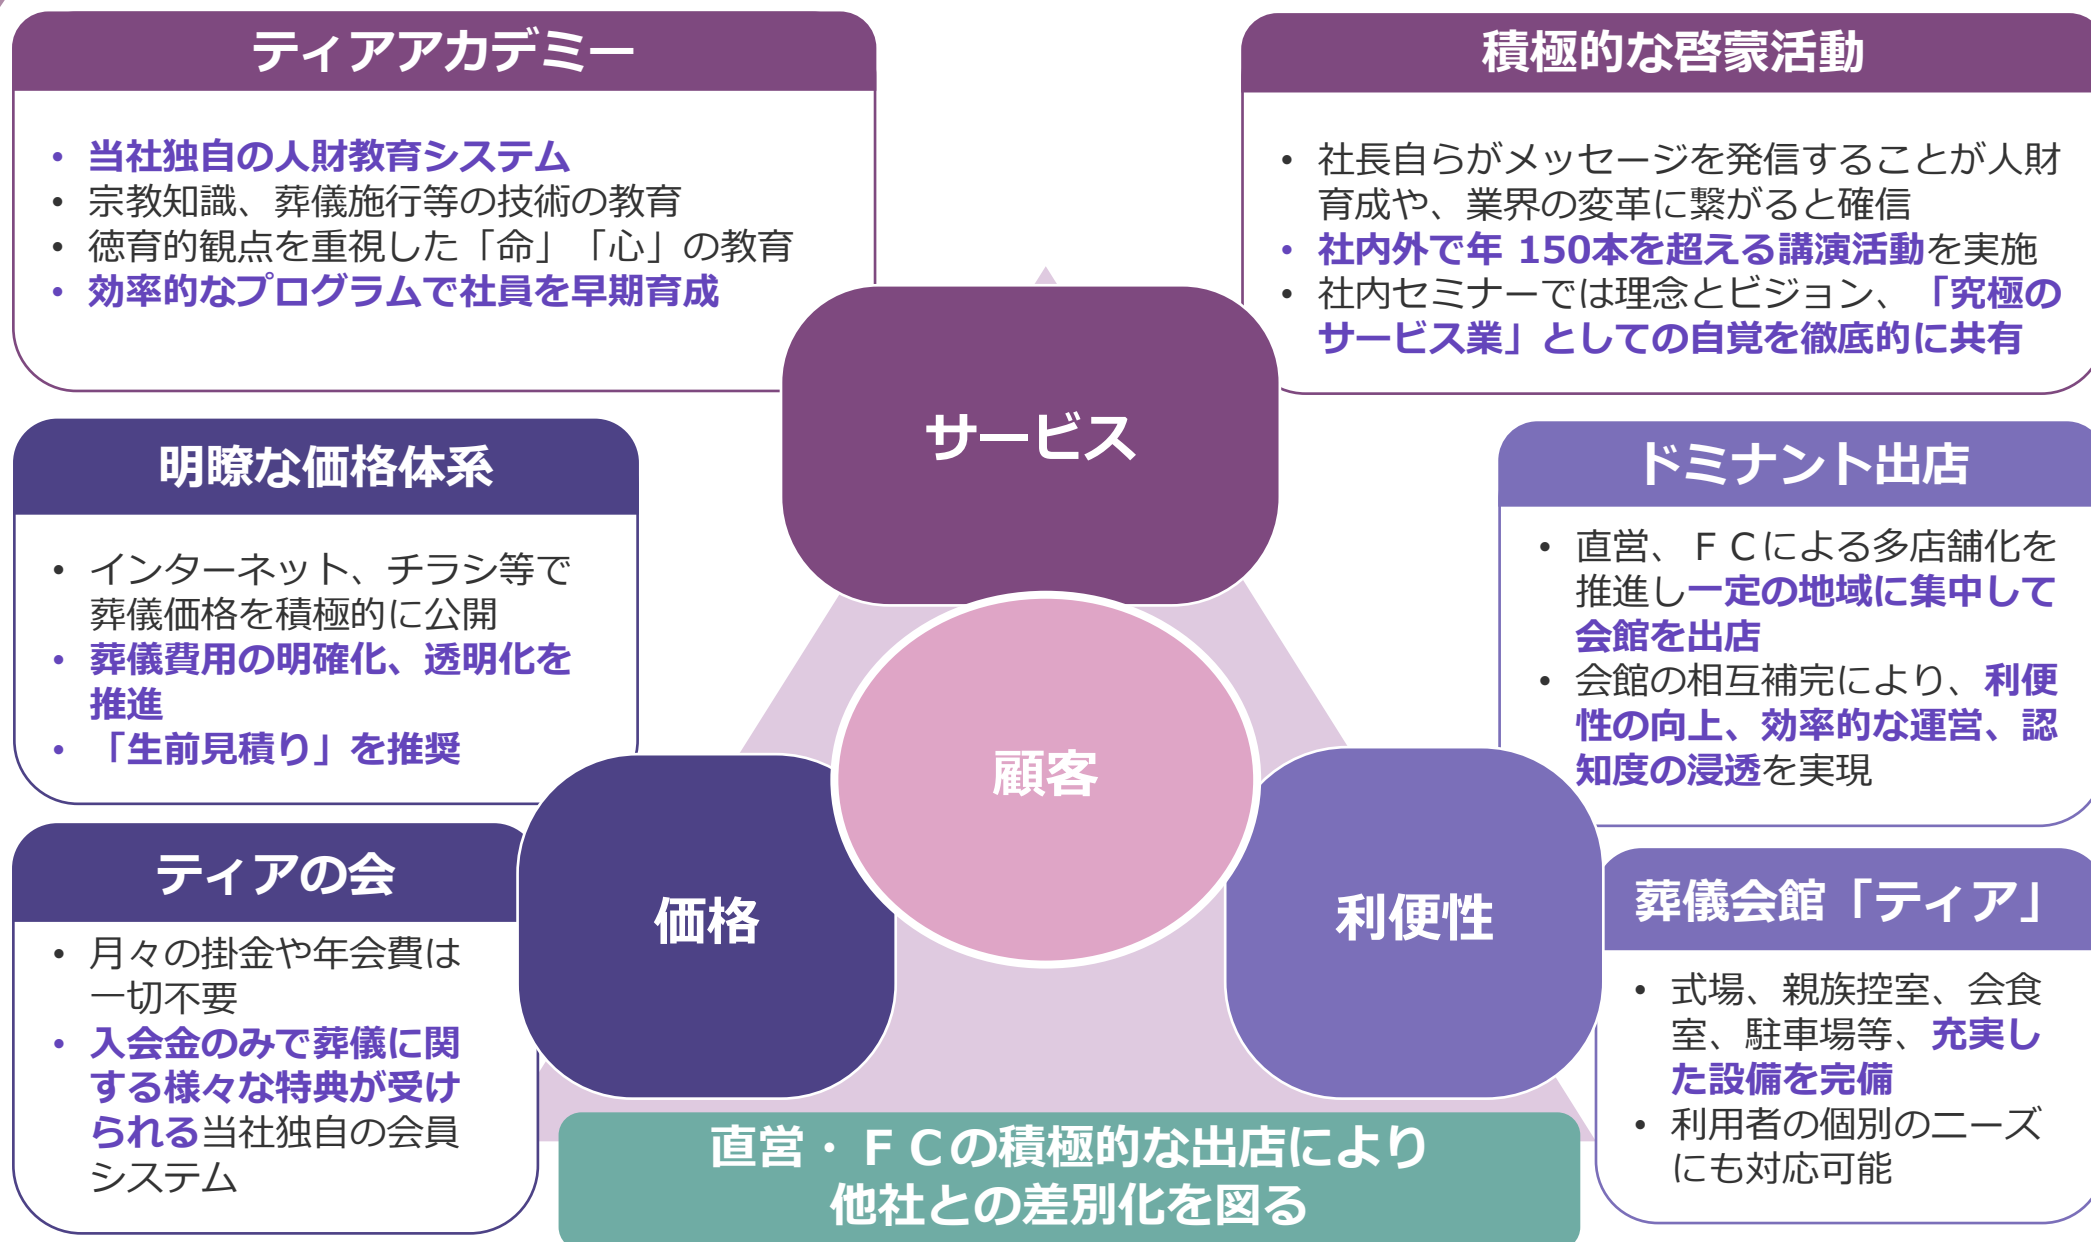 ティアアカデミー
• 当社独自の人財教育システム
• 宗教知識、葬儀施行等の技術の教育
• 徳育的観点を重視した「命」「心」の教育
• 効率的なプログラムで社員を早期育成
積極的な啓蒙活動
• 社長自らがメッセージを発信することが人財
育成や、業界の変革に繋がると確信
• 社内外で年 150本を超える講演活動を実施
• 社内セミナーでは理念とビジョン、「究極の
サービス業」としての自覚を徹底的に共有
サービス
明瞭な価格体系
• インターネット、チラシ等で
葬儀価格を積極的に公開
• 葬儀費用の明確化、透明化を
推進
• 「生前見積り」を推奨
ドミナント出店
• 直営、ＦＣによる多店舗化を
推進し一定の地域に集中して
会館を出店
• 会館の相互補完により、利便
性の向上、効率的な運営、認
知度の浸透を実現
顧客
ティアの会
• 月々の掛金や年会費は
一切不要
• 入会金のみで葬儀に関
する様々な特典が受け
られる当社独自の会員
システム
価格
利便性
葬儀会館「ティア」
• 式場、親族控室、会食
室、駐車場等、充実し
た設備を完備
• 利用者の個別のニーズ
にも対応可能
直営・ＦＣの積極的な出店により
他社との差別化を図る